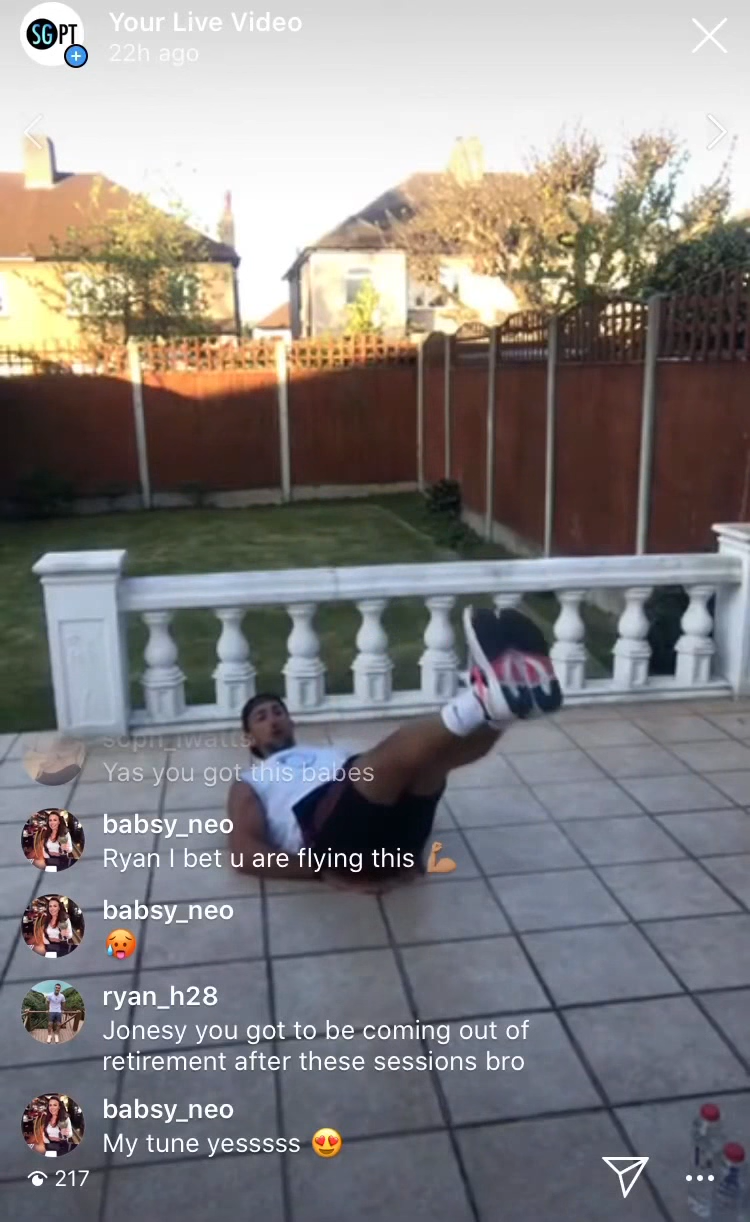 SGPT
Your Live Video
22h ago
soph_iwatts
Yas you got this babes
babsy_neo
Ryan I bet u are flying this 💪🏽
babsy_neo
🥵
ryan_h28
Jonesy you got to be coming out of
retirement after these sessions bro
babsy_neo
My tune yesssss 😍
217